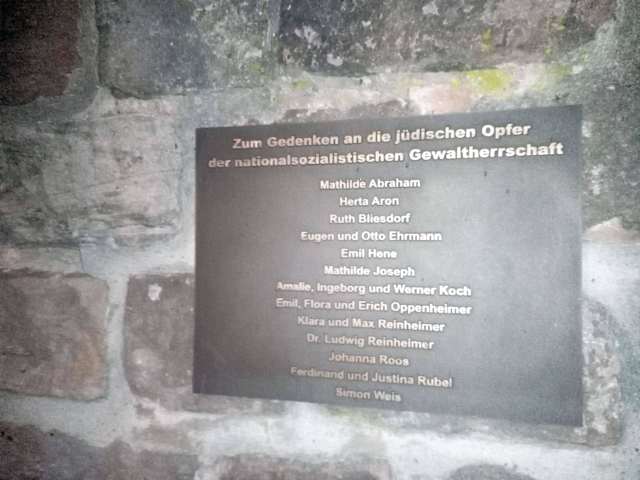 Zum Gedenken an die jüdischen Opfer
der nationalsozialistischen Gewaltherrschaft
Mathilde Abraham
Herta Aron
Ruth Bliesdorf
Eugen und Otto Ehrmann
Emil Hene
Mathilde Joseph
Amalie, Ingeborg und Werner Koch
Emil, Flora und Erich Oppenheimer
Klara und Max Reinheimer
Dr. Ludwig Reinheimer
Johanna Roos
Ferdinand und Justina Rubel
Simon Weis